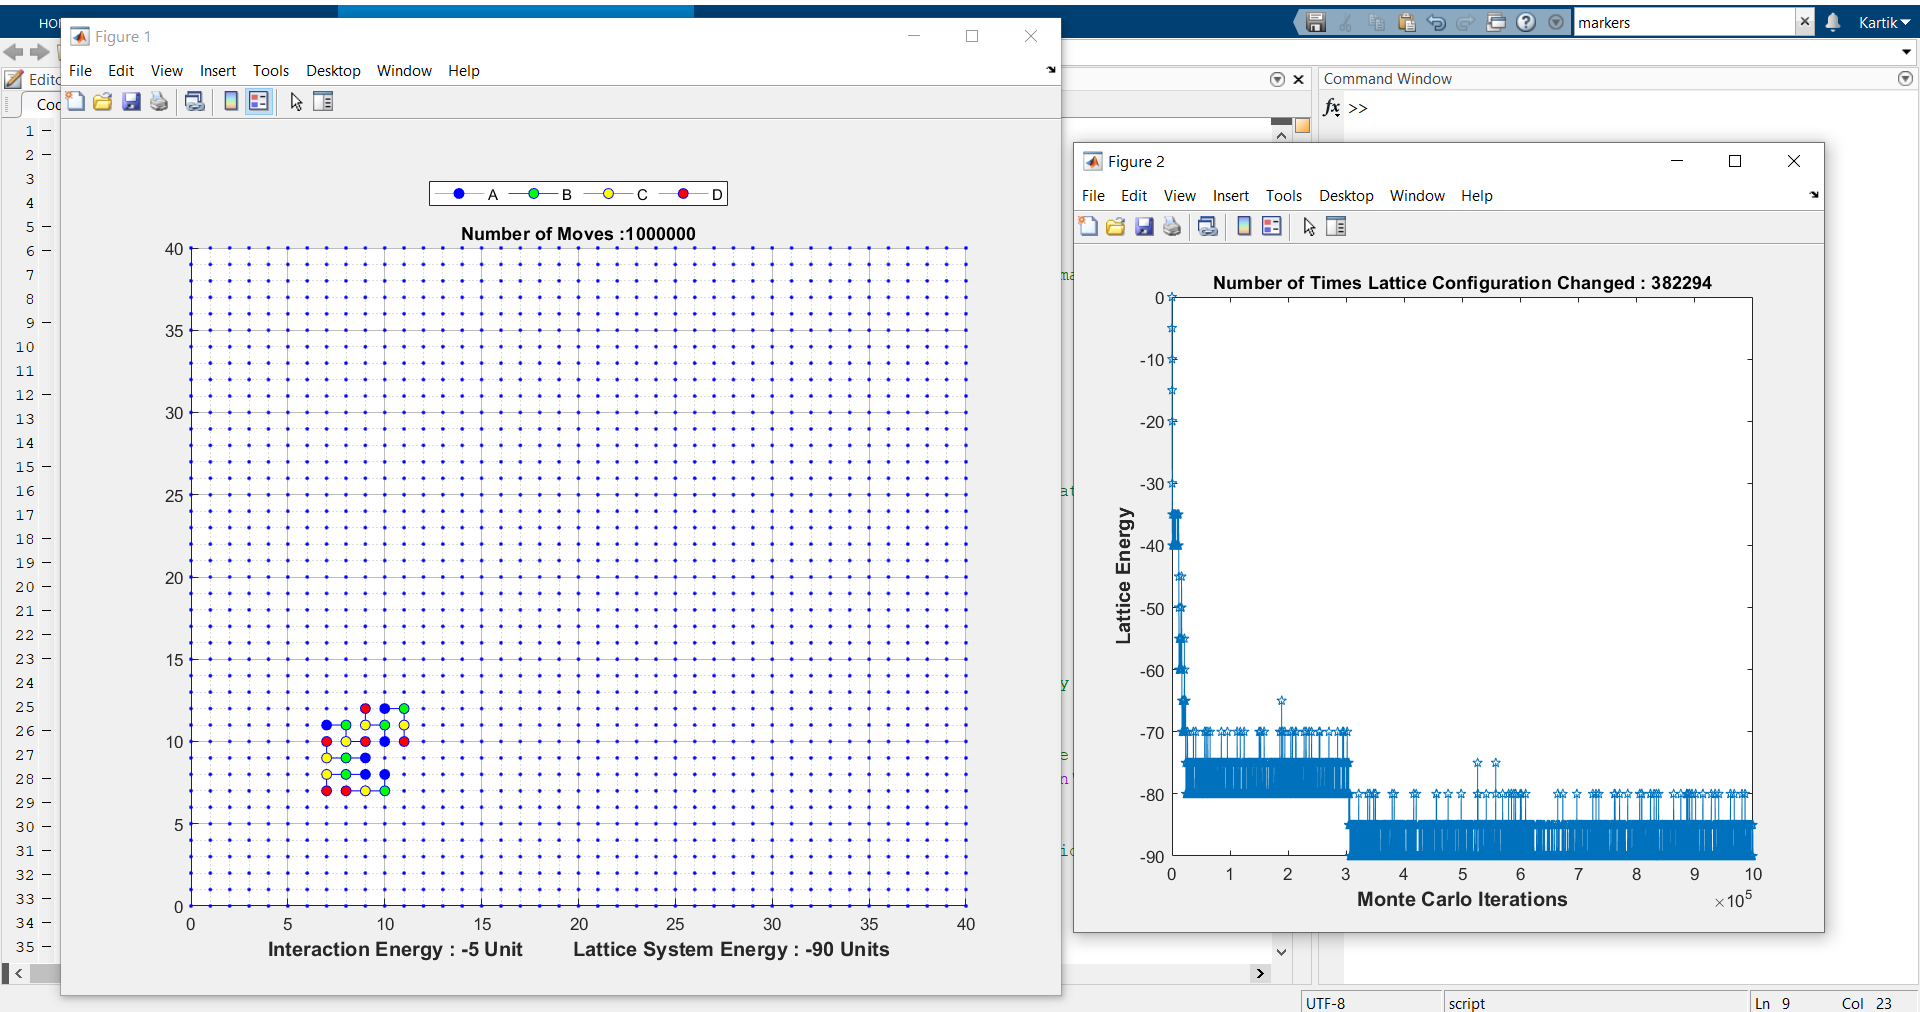 HO
markers
Kartik
Figure 1
File Edit View Insert Tools Desktop Window Help
Edito
Coc
Command Window
fx >>
A B C D
Number of Moves :1000000
40
35
30
25
20
15
10
5
0
0 5 10 15 20 25 30 35 40
Interaction Energy : -5 Unit Lattice System Energy : -90 Units
1
2
3
4
5
6
7
8
9
10
11
12
13
14
15
16
17
18
19
20
21
22
23
24
25
26
27
28
29
30
31
32
33
34
35
ma
at
y
e
n'
ic
Figure 2
File Edit View Insert Tools Desktop Window Help
Number of Times Lattice Configuration Changed : 382294
0
-10
-20
-30
-40
-50
-60
-70
-80
-90
Lattice Energy
0 1 2 3 4 5 6 7 8 9 10
Monte Carlo Iterations
×10^5
UTF-8 script Ln 9 Col 23